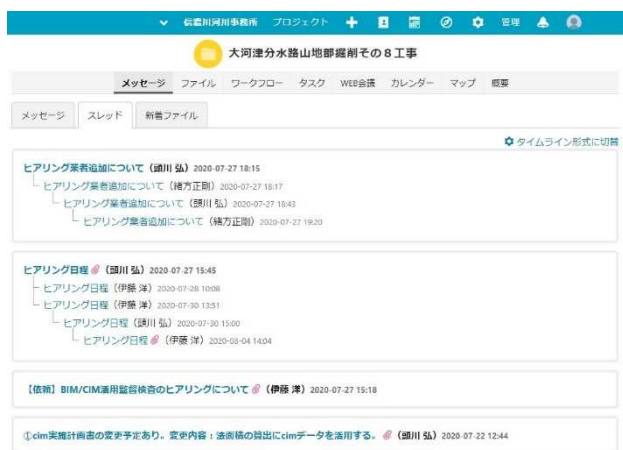 信濃川河川事務所 プロジェクト 管理
大河津分水路山地部掘削その8工事
メッセージ ファイル ワークフロー タスク WEB会議 カレンダー マップ 概要
メッセージ スレッド 新着ファイル
タイムライン形式に切替
ヒアリング業者追加について（頭川 弘）2020-07-27 18:15
ヒアリング業者追加について（緒方正剛）2020-07-27 18:17
ヒアリング業者追加について（頭川 弘）2020-07-27 18:43
ヒアリング業者追加について（緒方正剛）2020-07-27 19:20
ヒアリング日程（頭川 弘）2020-07-27 15:45
ヒアリング日程（伊藤 洋）2020-07-28 10:08
ヒアリング日程（伊藤 洋）2020-07-30 13:51
ヒアリング日程（頭川 弘）2020-07-30 15:00
ヒアリング日程（伊藤 洋）2020-08-04 14:04
【依頼】BIM/CIM運用監督検査のヒアリングについて（伊藤 洋）2020-07-27 15:18
①cim実施計画書の変更予定あり。変更内容：法面積の算出にcimデータを活用する。（頭川 弘）2020-07-22 12:44